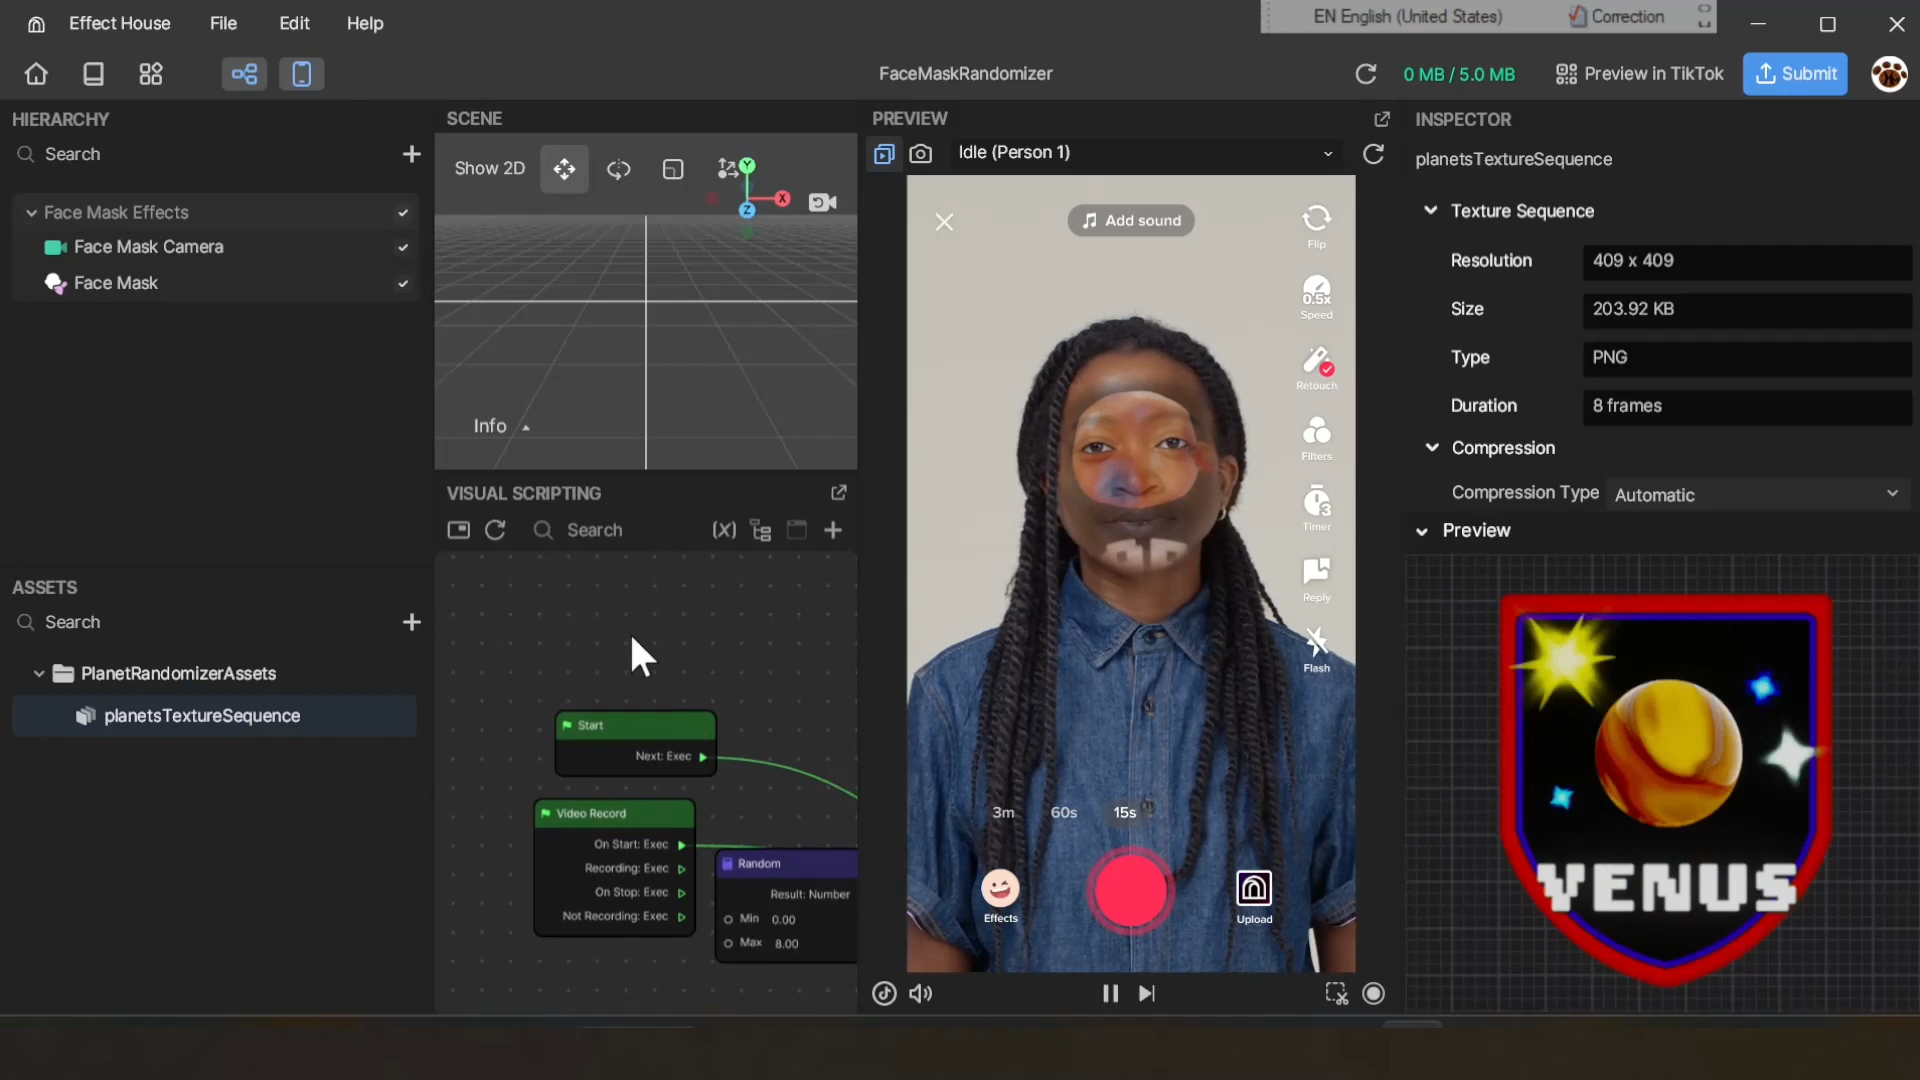 Effect House
File
Edit
Help
EN English (United States)
Correction
FaceMaskRandomizer
0 MB / 5.0 MB
Preview in TikTok
Submit
HIERARCHY
Search
Face Mask Effects
Face Mask Camera
Face Mask
ASSETS
Search
PlanetRandomizerAssets
planetsTextureSequence
SCENE
Show 2D
Y
X
Z
Info
VISUAL SCRIPTING
(X)
Search
Start
Next: Exec
Video Record
On Start: Exec
Recording: Exec
On Stop: Exec
Not Recording: Exec
Random
Result: Number
Min 0.00
Max 8.00
PREVIEW
Idle (Person 1)
Add sound
Flip
0.5x
Speed
Retouch
Filters
3
Timer
Reply
Flash
3m
60s
15s
Effects
Upload
INSPECTOR
planetsTextureSequence
Texture Sequence
Resolution 409 x 409
Size 203.92 KB
Type PNG
Duration 8 frames
Compression
Compression Type Automatic
Preview
VENUS